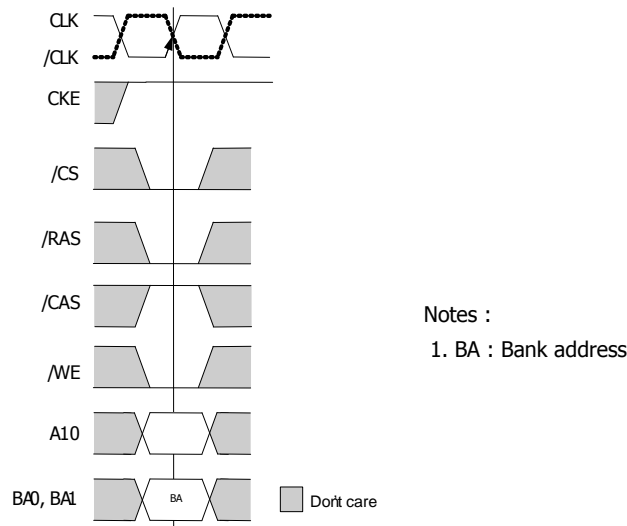 CLK
/CLK
CKE
/CS
/RAS
/CAS
/WE
A10
BA0, BA1
BA
Don't care
Notes :
1. BA : Bank address